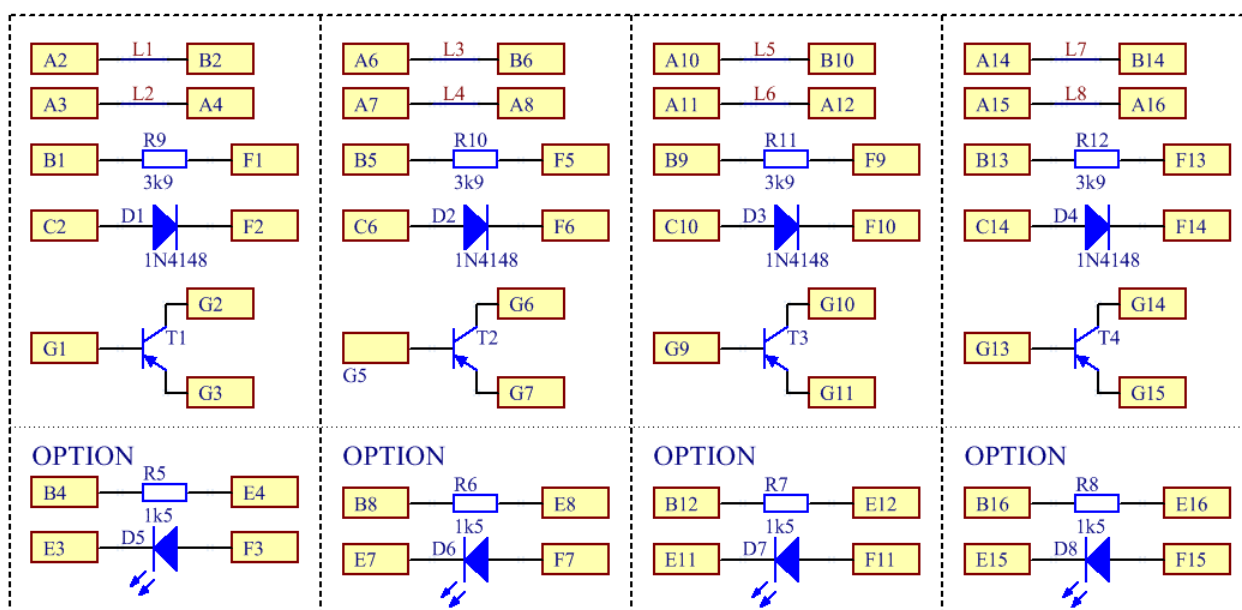 A2 L1 B2
A3 L2 A4
B1 R9 3k9 F1
C2 D1 1N4148 F2
G2
G1 T1
G3
OPTION
B4 R5 1k5 E4
E3 D5 F3
A6 L3 B6
A7 L4 A8
B5 R10 3k9 F5
C6 D2 1N4148 F6
G6
G5 T2
G7
OPTION
B8 R6 1k5 E8
E7 D6 F7
A10 L5 B10
A11 L6 A12
B9 R11 3k9 F9
C10 D3 1N4148 F10
G10
G9 T3
G11
OPTION
B12 R7 1k5 E12
E11 D7 F11
A14 L7 B14
A15 L8 A16
B13 R12 3k9 F13
C14 D4 1N4148 F14
G14
G13 T4
G15
OPTION
B16 R8 1k5 E16
E15 D8 F15